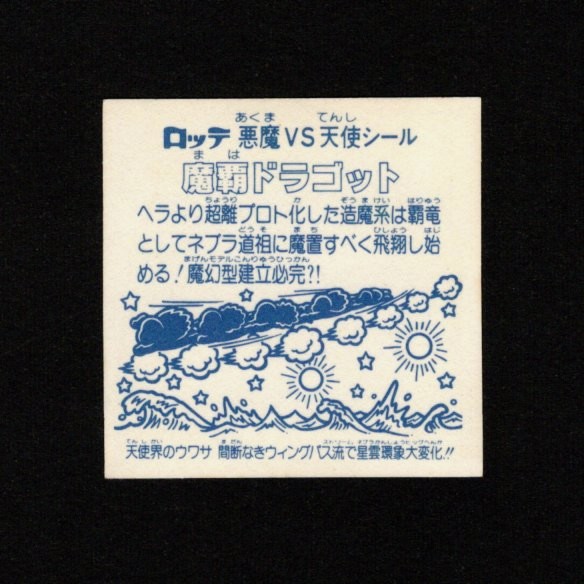 ロッテ 悪魔VS天使シール
魔覇ドラゴット
ヘラより超離プロト化した造魔系は覇竜
としてネブラ道祖に魔置すべく飛翔し始
める!魔幻型建立必完?!
天使界のウワサ 間断なきウィングパス流で星雲環象大変化!!